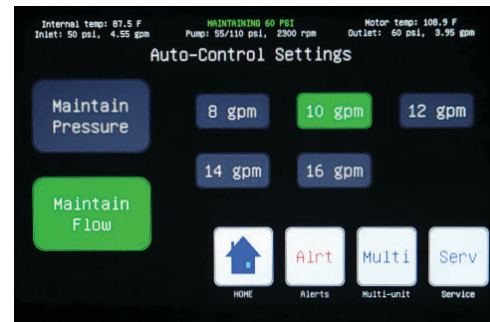 Internal temp: 87.5 F MAINTAINING 60 PSI Motor temp: 108.9 F
Inlet: 50 psi, 4.55 gpm Pump: 55/110 psi, 2300 rpm Outlet: 60 psi, 3.95 gpm
Auto-Control Settings
Maintain
Pressure
8 gpm 10 gpm 12 gpm
14 gpm 16 gpm
Maintain
Flow
Alrt Multi Serv
HOME Alerts Multi-unit Service